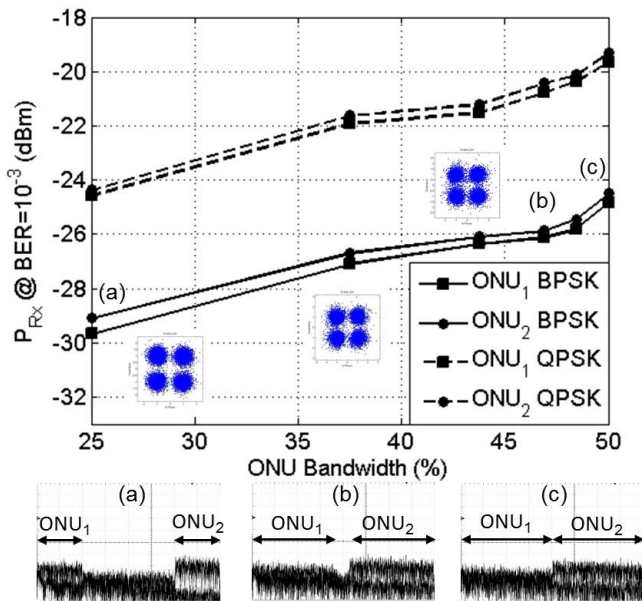 -18
-20
-22
-24
-26
-28
-30
-32
P_Rx @ BER=10^-3 (dBm)
(a)
(b)
(c)
ONU₁ BPSK
ONU₂ BPSK
ONU₁ QPSK
ONU₂ QPSK
25 30 35 40 45 50
ONU Bandwidth (%)
(a) (b) (c)
ONU₁ ONU₂ ONU₁ ONU₂ ONU₁ ONU₂